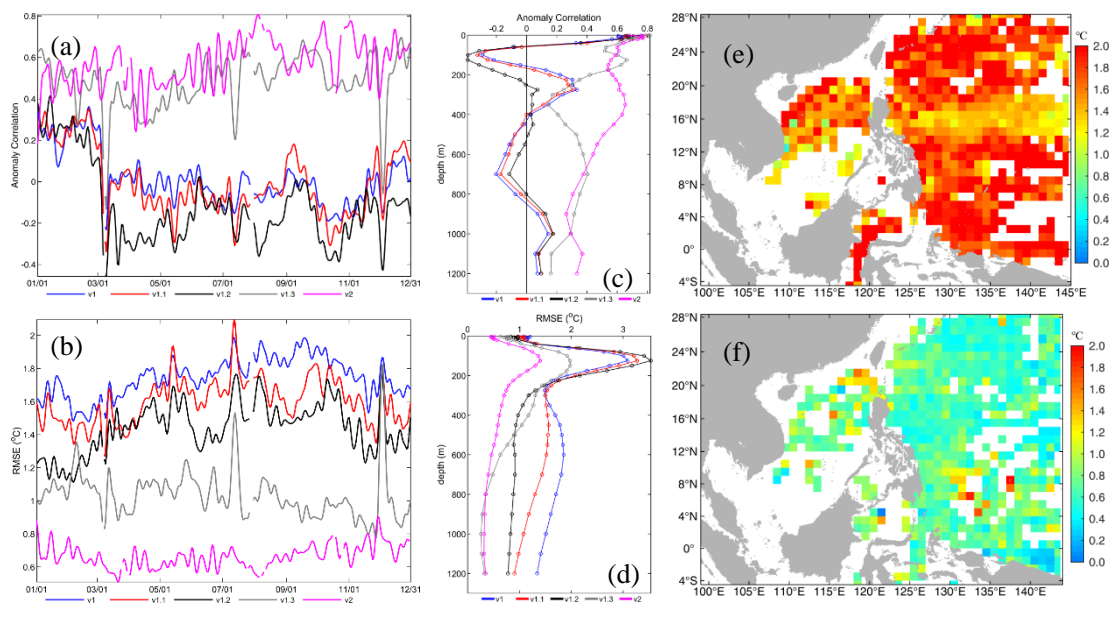 (a)
0.8
0.6
0.4
0.2
0
-0.2
-0.4
Anomaly Correlation
01/01 03/01 05/01 07/01 09/01 11/01 12/31
v1 v1.1 v1.2 v1.3 v2
(b)
2
1.8
1.6
1.4
1.2
1
0.8
0.6
RMSE (°C)
01/01 03/01 05/01 07/01 09/01 11/01 12/31
v1 v1.1 v1.2 v1.3 v2
Anomaly Correlation
-0.4 -0.2 0 0.2 0.4 0.6 0.8
0
200
400
600
800
1000
1200
depth (m)
(c)
v1 v1.1 v1.2 v1.3 v2
RMSE (°C)
0 1 2 3
0
200
400
600
800
1000
1200
depth (m)
(d)
v1 v1.1 v1.2 v1.3 v2
(e)
28°N
24°N
20°N
16°N
12°N
8°N
4°N
0°
4°S
100°E 105°E 110°E 115°E 120°E 125°E 130°E 135°E 140°E 145°E
°C
2.0
1.8
1.6
1.4
1.2
1.0
0.8
0.6
0.4
0.2
0.0
(f)
28°N
24°N
20°N
16°N
12°N
8°N
4°N
0°
4°S
100°E 105°E 110°E 115°E 120°E 125°E 130°E 135°E 140°E
°C
2.0
1.8
1.6
1.4
1.2
1.0
0.8
0.6
0.4
0.2
0.0